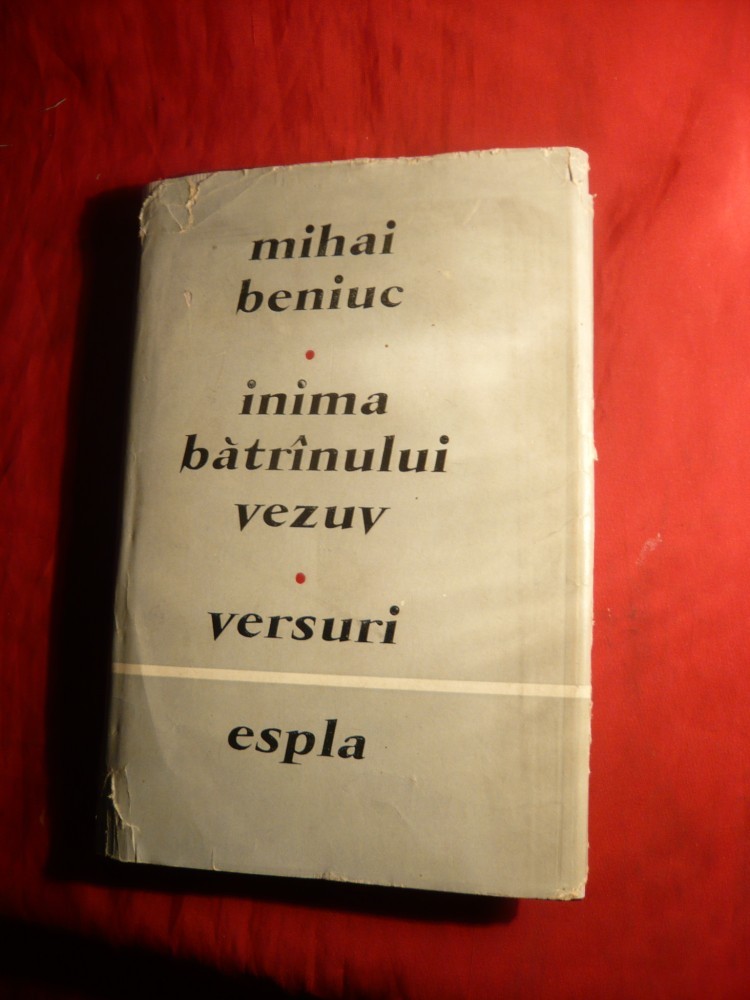 mihai
beniuc
inima
bàtrînului
vezuv
versuri
espla